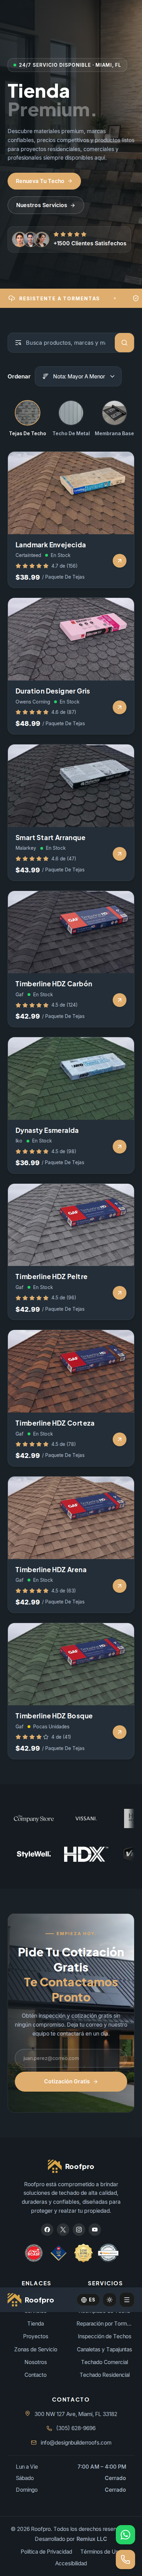 24/7 SERVICIO DISPONIBLE · MIAMI, FL
Tienda
Premium.
Descubre materiales premium, marcas
confiables, precios competitivos y productos listos
para proyectos residenciales, comerciales y
profesionales siempre disponibles aquí.
Renueva Tu Techo →
Nuestros Servicios →
+1500 Clientes Satisfechos
RESISTENTE A TORMENTAS
Busca productos, marcas y m
Ordenar
Nota: Mayor A Menor
Tejas De Techo
Techo De Metal
Membrana Base
Landmark Envejecida
Certainteed
En Stock
4.7 de (156)
$38.99 / Paquete De Tejas
Duration Designer Gris
Owens Corning
En Stock
4.6 de (87)
$48.99 / Paquete De Tejas
Smart Start Arranque
Malarkey
En Stock
4.6 de (47)
$43.99 / Paquete De Tejas
Timberline HDZ Carbón
Gaf
En Stock
4.5 de (124)
$42.99 / Paquete De Tejas
Dynasty Esmeralda
Iko
En Stock
4.5 de (98)
$36.99 / Paquete De Tejas
Timberline HDZ Peltre
Gaf
En Stock
4.5 de (96)
$42.99 / Paquete De Tejas
Timberline HDZ Corteza
Gaf
En Stock
4.5 de (78)
$42.99 / Paquete De Tejas
Timberline HDZ Arena
Gaf
En Stock
4.5 de (63)
$42.99 / Paquete De Tejas
Timberline HDZ Bosque
Gaf
Pocas Unidades
4 de (41)
$42.99 / Paquete De Tejas
Company Store
VISSANI
StyleWell.
HDX
EMPIEZA HOY
Pide Tu Cotización
Gratis
Te Contactamos
Pronto
Obtén inspección y cotización gratis sin
ningún compromiso. Deja tu correo y nuestro
equipo te contactará en un día.
juanperez@correo.com
Cotización Gratis →
Roofpro
Roofpro está comprometido a brindar
soluciones de techado de alta calidad,
duraderas y confiables, diseñadas para
proteger y resaltar tu propiedad.
ENLACES
SERVICIOS
Roofpro
ES
Tienda
Reparación por Torm...
Proyectos
Inspección de Techos
Zonas de Servicio
Canaletas y Tapajuntas
Nosotros
Techado Comercial
Contacto
Techado Residencial
CONTACTO
300 NW 127 Ave, Miami, FL 33182
(305) 828-9696
info@designbuilderroofs.com
Lun a Vie
7:00 AM – 4:00 PM
Sábado
Cerrado
Domingo
Cerrado
© 2026 Roofpro. Todos los derechos
Desarrollado por Remiux LLC
Política de Privacidad
Términos de
Accesibilidad